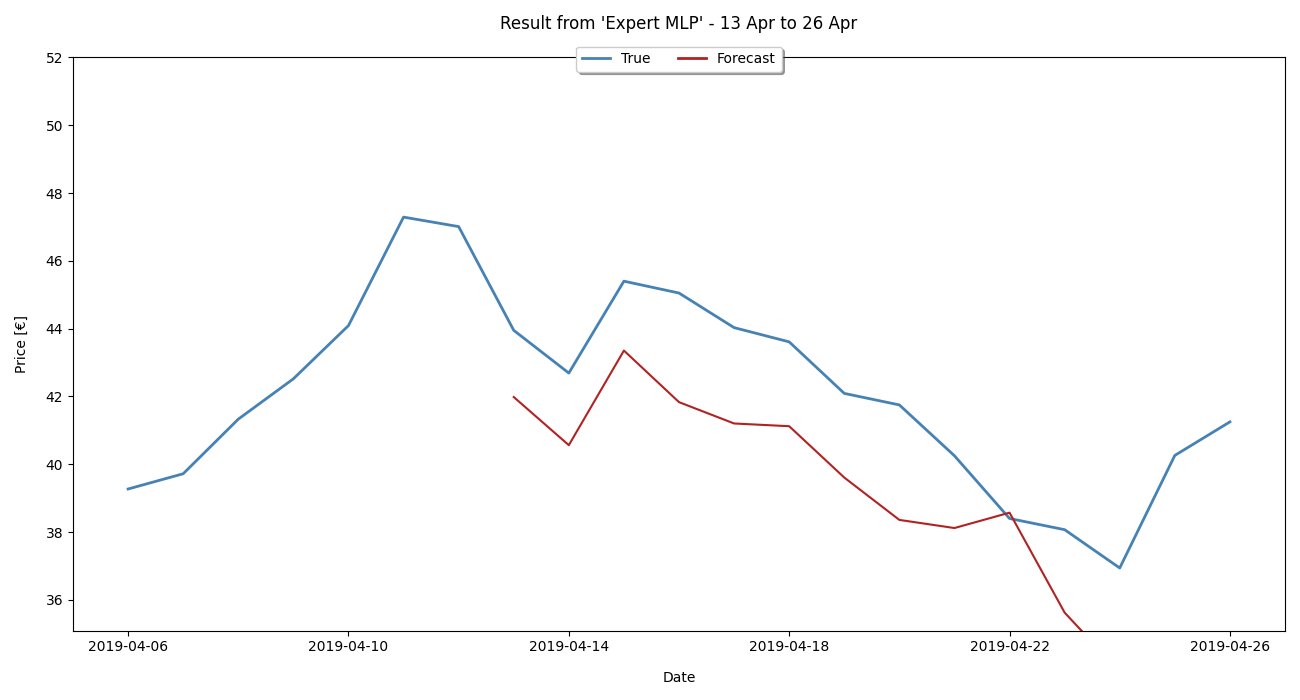 Result from 'Expert MLP' - 13 Apr to 26 Apr
True Forecast
52
50
48
46
44
42
40
38
36
Price [€]
2019-04-06 2019-04-10 2019-04-14 2019-04-18 2019-04-22 2019-04-26
Date